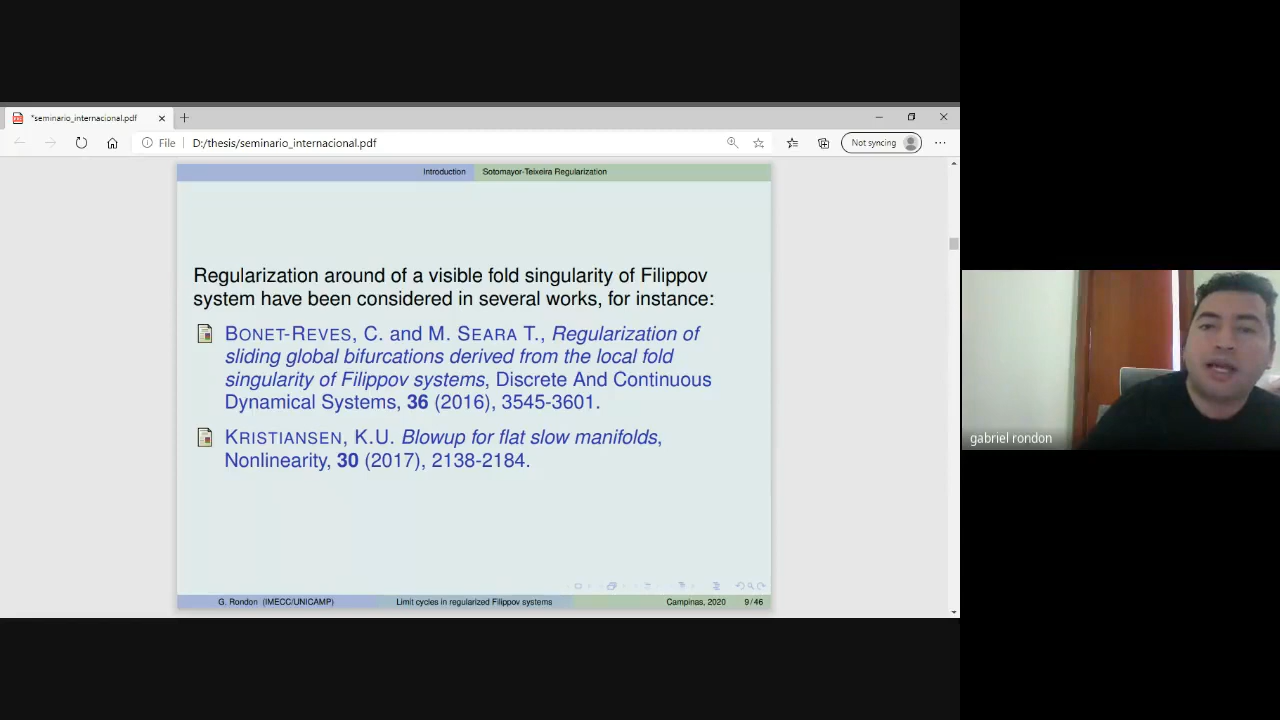 *seminario_internacional.pdf
File D:/thesis/seminario_internacional.pdf Not syncing
Introduction Sotomayor-Teixeira Regularization
Regularization around of a visible fold singularity of Filippov
system have been considered in several works, for instance:
BONET-REVES, C. and M. SEARA T., Regularization of
sliding global bifurcations derived from the local fold
singularity of Filippov systems, Discrete And Continuous
Dynamical Systems, 36 (2016), 3545-3601.
KRISTIANSEN, K.U. Blowup for flat slow manifolds,
Nonlinearity, 30 (2017), 2138-2184.
G. Rondon (IMECC/UNICAMP) Limit cycles in regularized Filippov systems Campinas, 2020 9/46
gabriel rondon